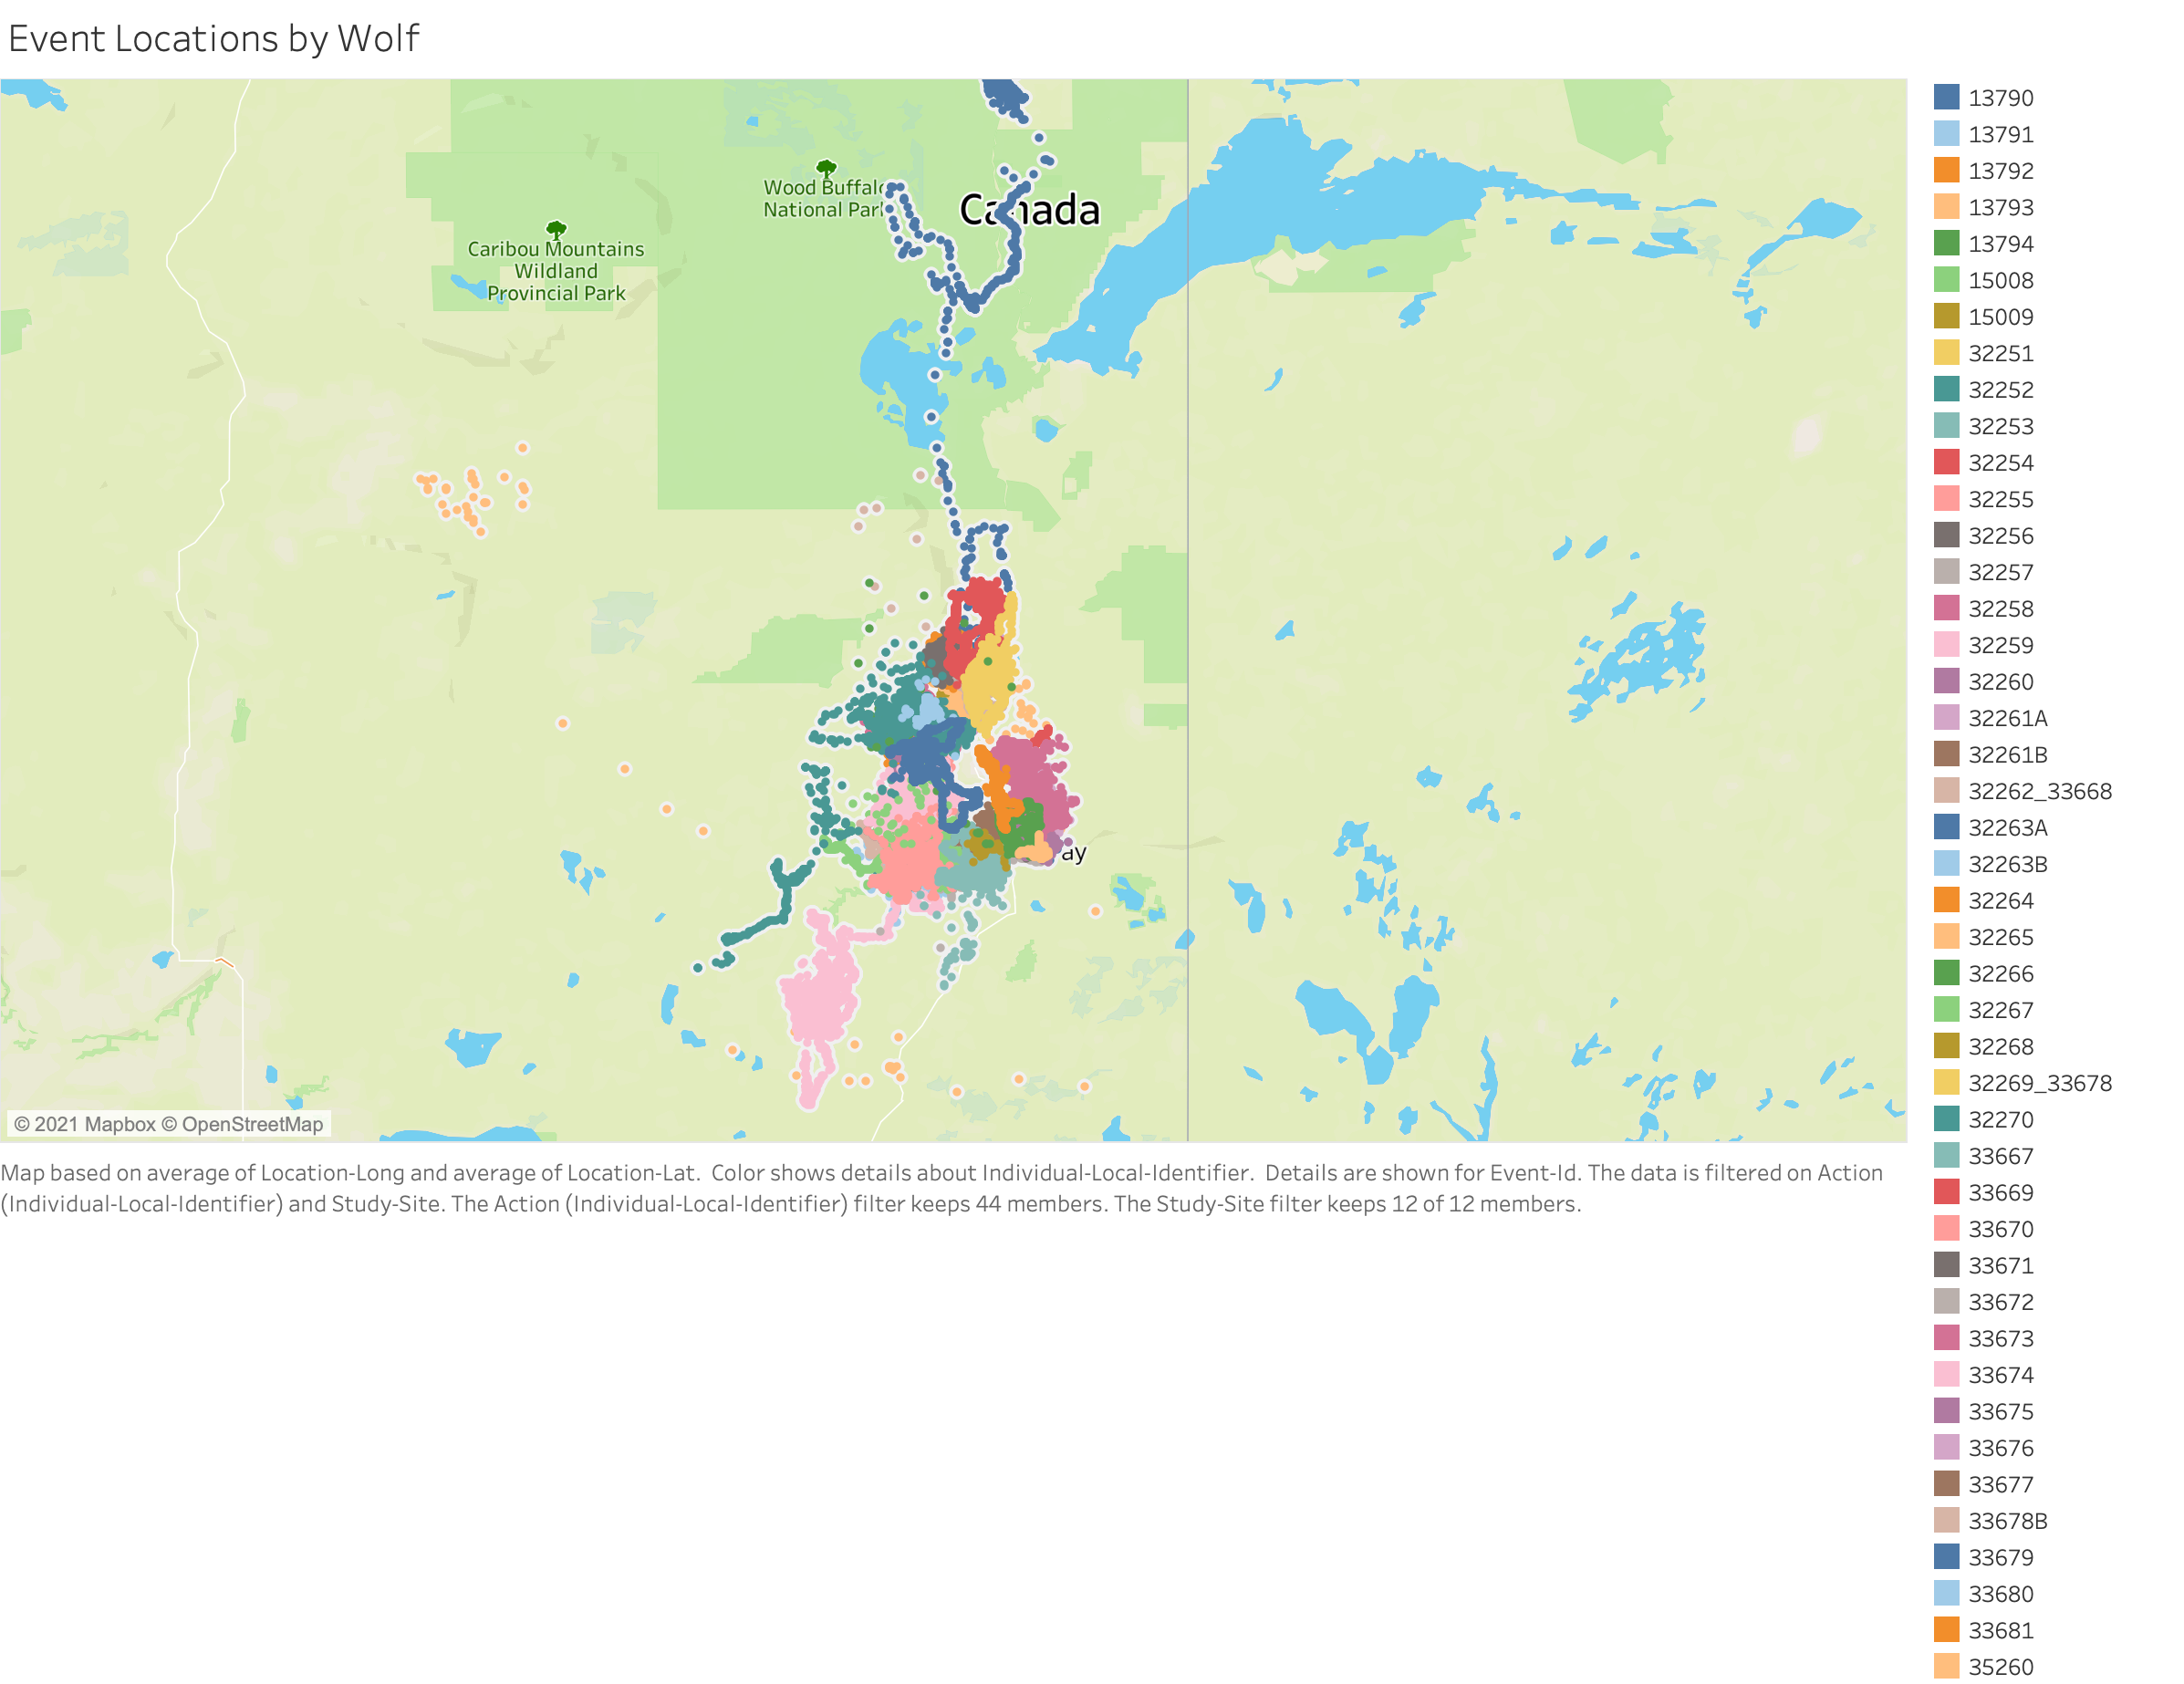 Event Locations by Wolf
Wood Buffalo
National Park
Canada
Caribou Mountains
Wildland
Provincial Park
ay
© 2021 Mapbox © OpenStreetMap
13790
13791
13792
13793
13794
15008
15009
32251
32252
32253
32254
32255
32256
32257
32258
32259
32260
32261A
32261B
32262_33668
32263A
32263B
32264
32265
32266
32267
32268
32269_33678
32270
33667
33669
33670
33671
33672
33673
33674
33675
33676
33677
33678B
33679
33680
33681
35260
Map based on average of Location-Long and average of Location-Lat. Color shows details about Individual-Local-Identifier. Details are shown for Event-Id. The data is filtered on Action
(Individual-Local-Identifier) and Study-Site. The Action (Individual-Local-Identifier) filter keeps 44 members. The Study-Site filter keeps 12 of 12 members.